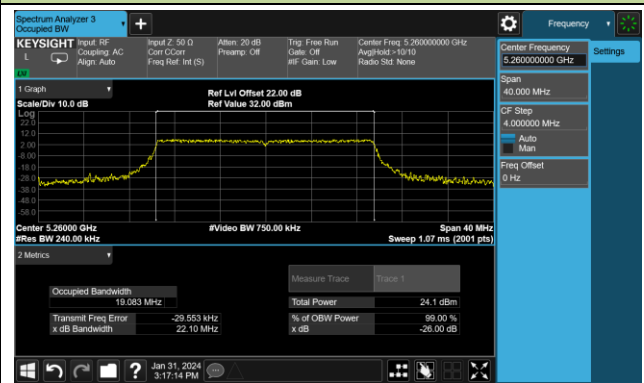 Spectrum Analyzer 3
Occupied BW
Frequency
KEYSIGHT
L
Input: RF
Coupling: AC
Align: Auto
Input Z: 50 Ω
Corr CCorr
Freq Ref: Int (S)
Atten: 20 dB
Preamp: Off
Trig: Free Run
Gate: Off
#IF Gain: Low
Center Freq: 5.260000000 GHz
Avg|Hold:>10/10
Radio Std: None
Center Frequency
5.260000000 GHz
Settings
Span
40.000 MHz
CF Step
4.000000 MHz
Auto
Man
Freq Offset
0 Hz
1 Graph
Scale/Div 10.0 dB
Ref Lvl Offset 22.00 dB
Ref Value 32.00 dBm
Log
22.0
12.0
2.00
-8.00
-18.0
-28.0
-38.0
-48.0
-58.0
Center 5.26000 GHz
#Res BW 240.00 kHz
#Video BW 750.00 kHz
Span 40 MHz
Sweep 1.07 ms (2001 pts)
2 Metrics
Measure Trace
Trace 1
Occupied Bandwidth
19.083 MHz
Total Power
24.1 dBm
Transmit Freq Error
-29.553 kHz
% of OBW Power
99.00 %
x dB Bandwidth
22.10 MHz
x dB
-26.00 dB
Jan 31, 2024
3:17:14 PM